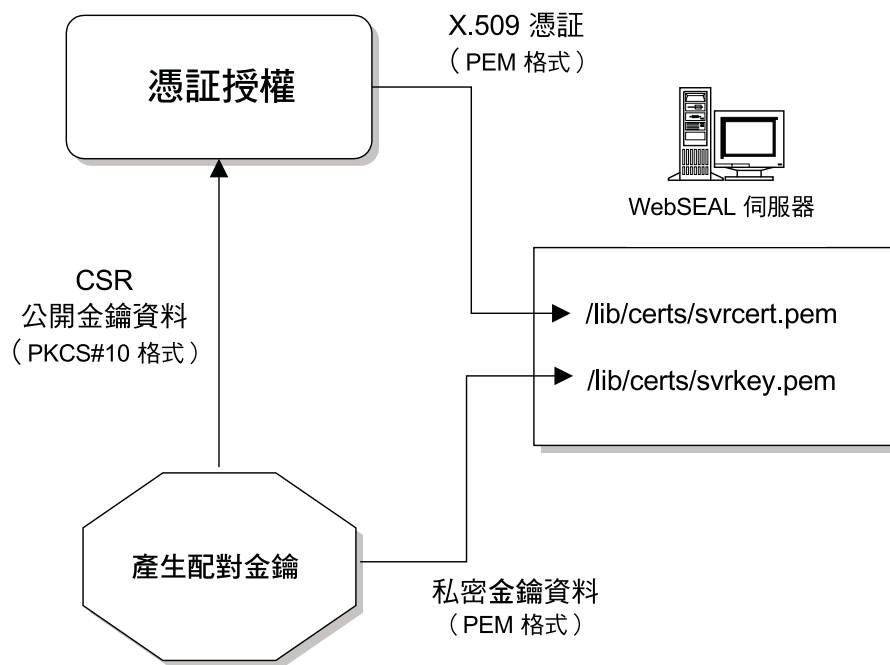 X.509 憑証
（PEM 格式）
憑証授權
WebSEAL 伺服器
CSR
公開金鑰資料
（PKCS#10 格式）
/lib/certs/svrcert.pem
/lib/certs/svrkey.pem
產生配對金鑰
私密金鑰資料
（PEM 格式）